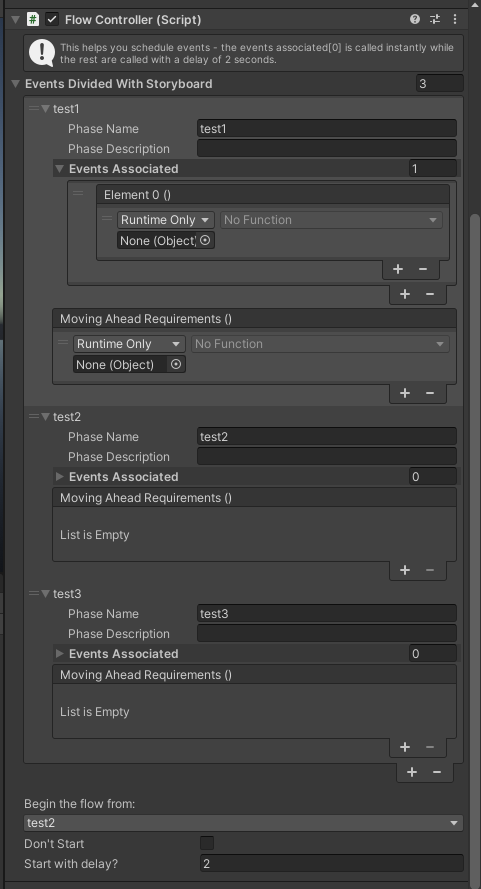 # Flow Controller (Script)
This helps you schedule events - the events associated[0] is called instantly while
the rest are called with a delay of 2 seconds.
Events Divided With Storyboard 3
test1
Phase Name test1
Phase Description
Events Associated 1
Element 0 ()
Runtime Only No Function
None (Object)
+ −
+ −
Moving Ahead Requirements ()
Runtime Only No Function
None (Object)
+ −
test2
Phase Name test2
Phase Description
Events Associated 0
Moving Ahead Requirements ()
List is Empty
+ −
test3
Phase Name test3
Phase Description
Events Associated 0
Moving Ahead Requirements ()
List is Empty
+ −
+ −
Begin the flow from:
test2
Don't Start
Start with delay? 2